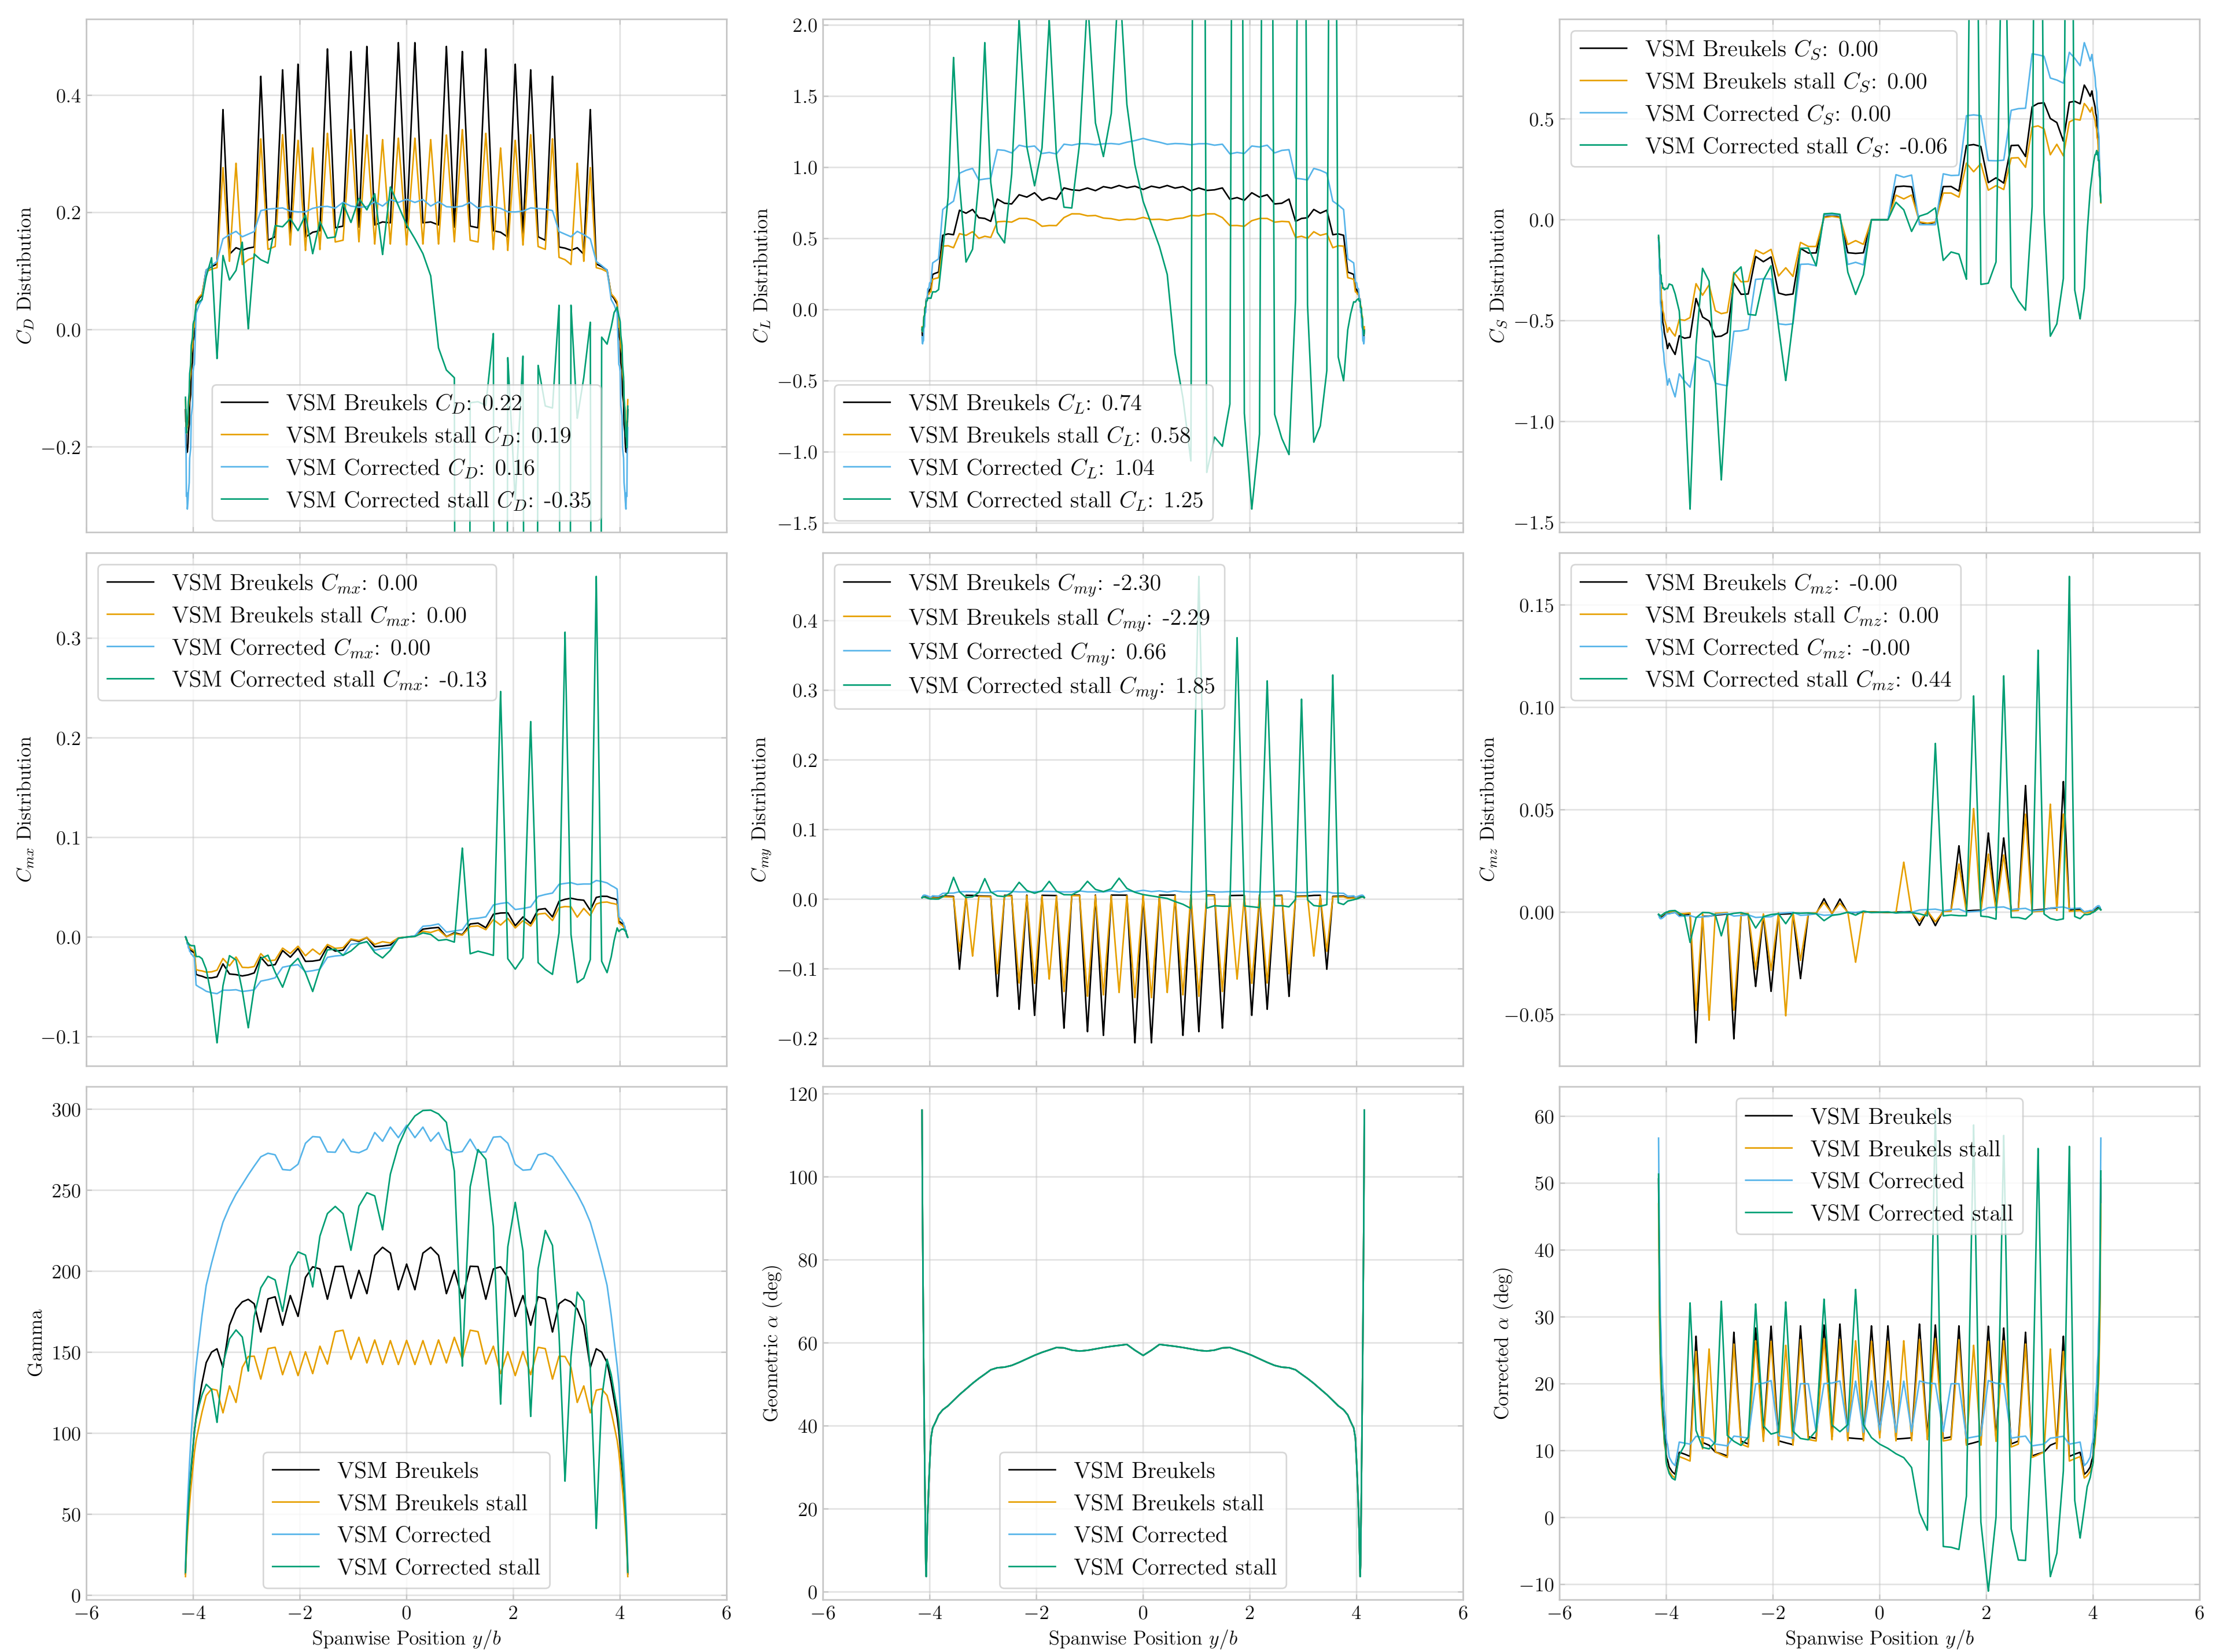 C_D Distribution
0.4
0.2
0.0
−0.2
VSM Breukels C_D: 0.22
VSM Breukels stall C_D: 0.19
VSM Corrected C_D: 0.16
VSM Corrected stall C_D: -0.35
C_L Distribution
2.0
1.5
1.0
0.5
0.0
−0.5
−1.0
−1.5
VSM Breukels C_L: 0.74
VSM Breukels stall C_L: 0.58
VSM Corrected C_L: 1.04
VSM Corrected stall C_L: 1.25
C_S Distribution
0.5
0.0
−0.5
−1.0
−1.5
VSM Breukels C_S: 0.00
VSM Breukels stall C_S: 0.00
VSM Corrected C_S: 0.00
VSM Corrected stall C_S: -0.06
C_mx Distribution
0.3
0.2
0.1
0.0
−0.1
VSM Breukels C_mx: 0.00
VSM Breukels stall C_mx: 0.00
VSM Corrected C_mx: 0.00
VSM Corrected stall C_mx: -0.13
C_my Distribution
0.4
0.3
0.2
0.1
0.0
−0.1
−0.2
VSM Breukels C_my: -2.30
VSM Breukels stall C_my: -2.29
VSM Corrected C_my: 0.66
VSM Corrected stall C_my: 1.85
C_mz Distribution
0.15
0.10
0.05
0.00
−0.05
VSM Breukels C_mz: -0.00
VSM Breukels stall C_mz: 0.00
VSM Corrected C_mz: -0.00
VSM Corrected stall C_mz: 0.44
Gamma
300
250
200
150
100
50
0
VSM Breukels
VSM Breukels stall
VSM Corrected
VSM Corrected stall
−6 −4 −2 0 2 4 6
Spanwise Position y/b
Geometric α (deg)
120
100
80
60
40
20
0
VSM Breukels
VSM Breukels stall
VSM Corrected
VSM Corrected stall
−6 −4 −2 0 2 4 6
Spanwise Position y/b
Corrected α (deg)
60
50
40
30
20
10
0
−10
VSM Breukels
VSM Breukels stall
VSM Corrected
VSM Corrected stall
−6 −4 −2 0 2 4 6
Spanwise Position y/b